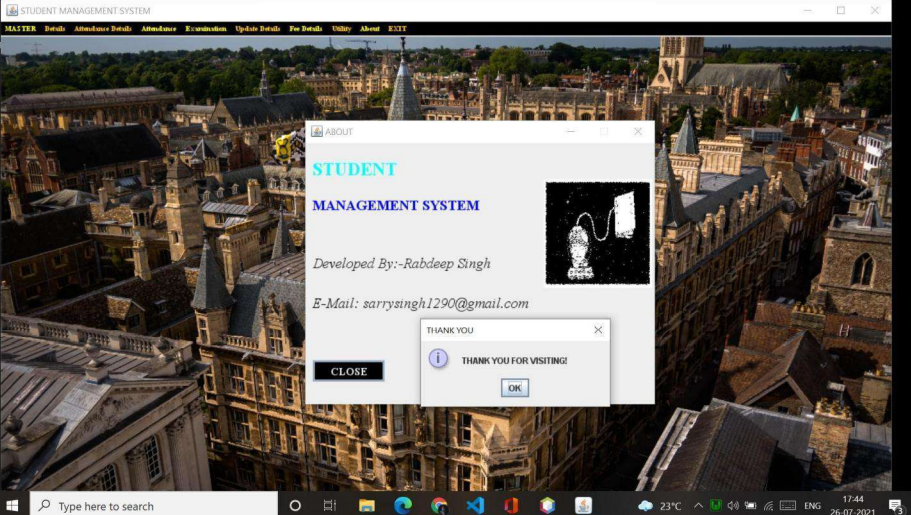 STUDENT MANAGEMENT SYSTEM
MASTER Details Attendance Details Attendance Examination Update Details Fee Details Utility About EXIT
ABOUT
STUDENT
MANAGEMENT SYSTEM
Developed By:-Rabdeep Singh
E-Mail: sarrysingh1290@gmail.com
THANK YOU
THANK YOU FOR VISITING!
OK
CLOSE
Type here to search
23°C
ENG
17:44
26-07-2021
3